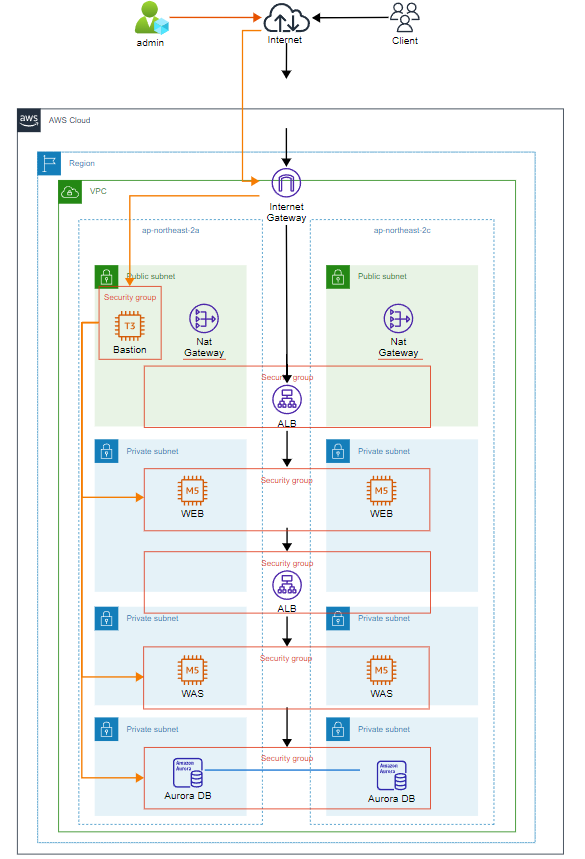 admin
Internet
Client
aws
AWS Cloud
Region
VPC
Internet
Gateway
ap-northeast-2a
ap-northeast-2c
Public subnet
Public subnet
Security group
T3
Bastion
Nat
Gateway
Nat
Gateway
Security group
ALB
Private subnet
Private subnet
Security group
M5
WEB
M5
WEB
Security group
ALB
Private subnet
Private subnet
Security group
M5
WAS
M5
WAS
Private subnet
Private subnet
Security group
Amazon
Aurora
Aurora DB
Amazon
Aurora
Aurora DB